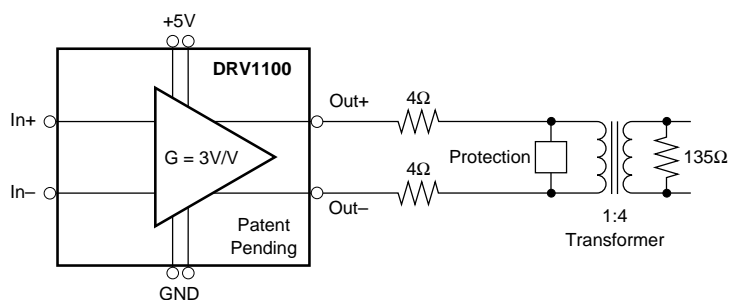 +5V
DRV1100
In+
In–
G = 3V/V
Out+
Out–
4Ω
4Ω
Protection
135Ω
1:4
Transformer
Patent
Pending
GND